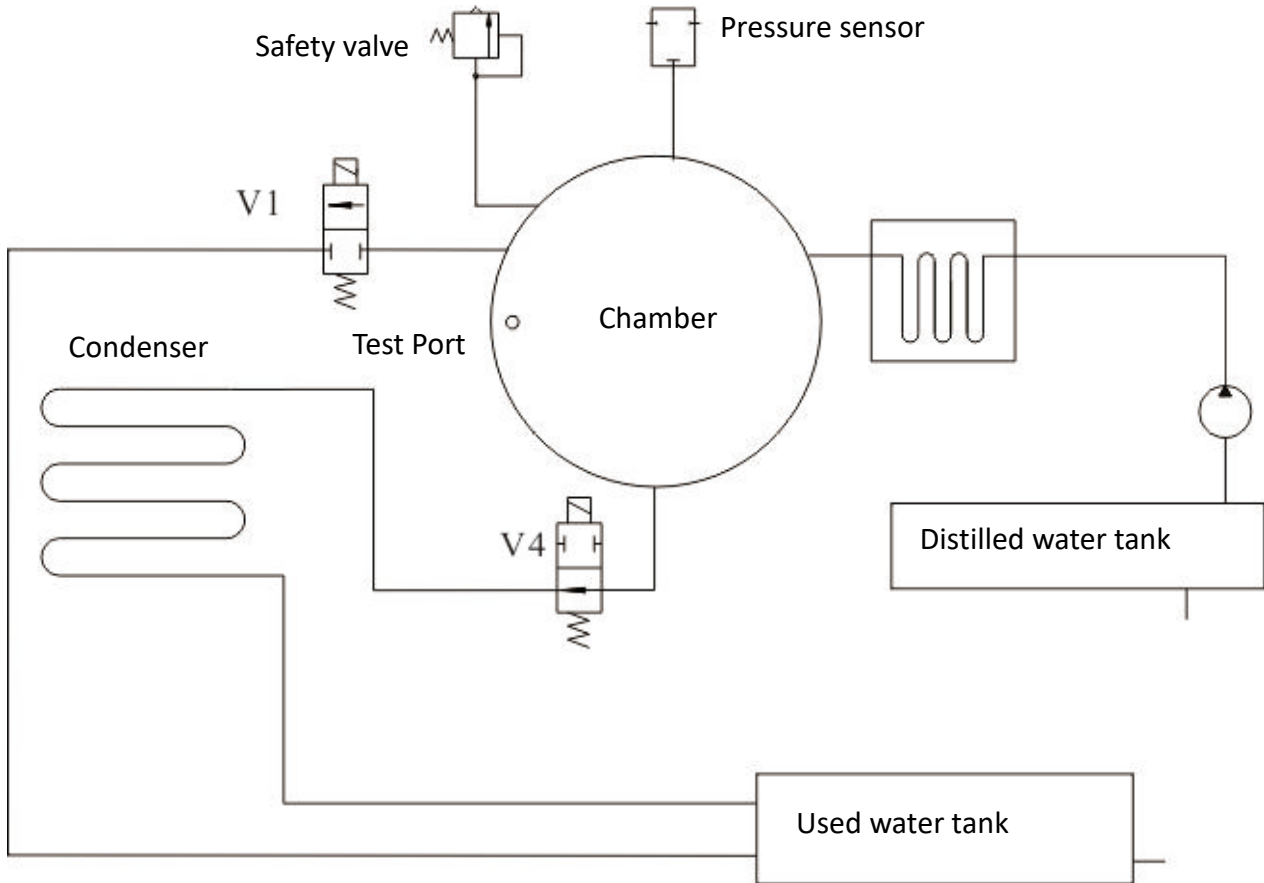 Safety valve
Pressure sensor
V1
Chamber
Test Port
Condenser
V4
Distilled water tank
Used water tank